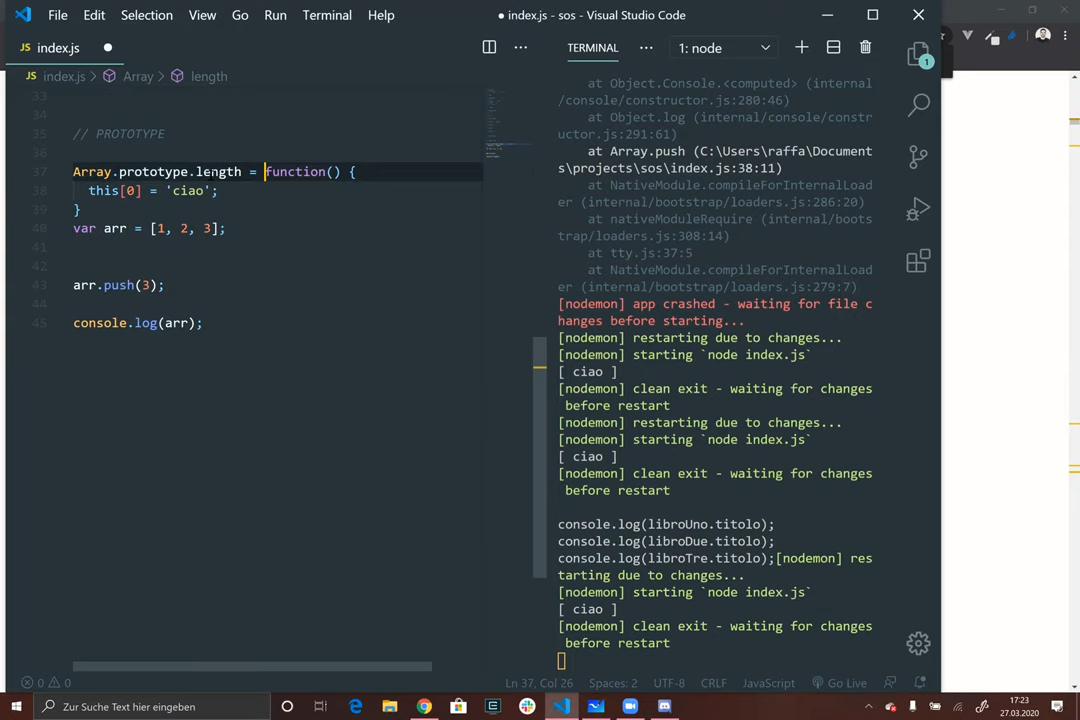 File Edit Selection View Go Run Terminal Help
● index.js - sos - Visual Studio Code
JS index.js ●
TERMINAL ··· 1: node
JS index.js > Array > length
33
34
35 // PROTOTYPE
36
37 Array.prototype.length = function() {
38 this[0] = 'ciao';
39 }
40 var arr = [1, 2, 3];
41
42
43 arr.push(3);
44
45 console.log(arr);
at Object.Console.<computed> (internal
/console/constructor.js:280:46)
at Object.log (internal/console/constr
uctor.js:291:61)
at Array.push (C:\Users\raffa\Document
s\projects\sos\index.js:38:11)
at NativeModule.compileForInternalLoad
er (internal/bootstrap/loaders.js:286:20)
at nativeModuleRequire (internal/boots
trap/loaders.js:308:14)
at tty.js:37:5
at NativeModule.compileForInternalLoad
er (internal/bootstrap/loaders.js:279:7)
[nodemon] app crashed - waiting for file c
hanges before starting...
[nodemon] restarting due to changes...
[nodemon] starting `node index.js`
[ ciao ]
[nodemon] clean exit - waiting for changes
before restart
[nodemon] restarting due to changes...
[nodemon] starting `node index.js`
[ ciao ]
[nodemon] clean exit - waiting for changes
before restart
console.log(libroUno.titolo);
console.log(libroDue.titolo);
console.log(libroTre.titolo);[nodemon] res
tarting due to changes...
[nodemon] starting `node index.js`
[ ciao ]
[nodemon] clean exit - waiting for changes
before restart
1
0 0 Ln 37, Col 26 Spaces: 2 UTF-8 CRLF JavaScript Go Live
Zur Suche Text hier eingeben
17:23
27.03.2020